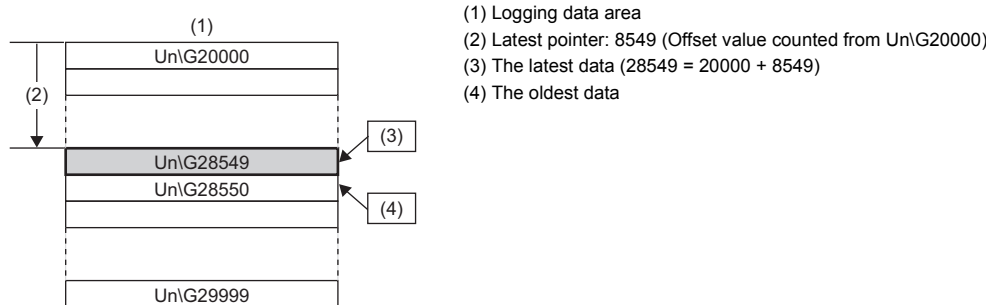 (1)
Un\G20000
(2)
(3)
Un\G28549
Un\G28550
(4)
Un\G29999
(1) Logging data area
(2) Latest pointer: 8549 (Offset value counted from Un\G20000)
(3) The latest data (28549 = 20000 + 8549)
(4) The oldest data